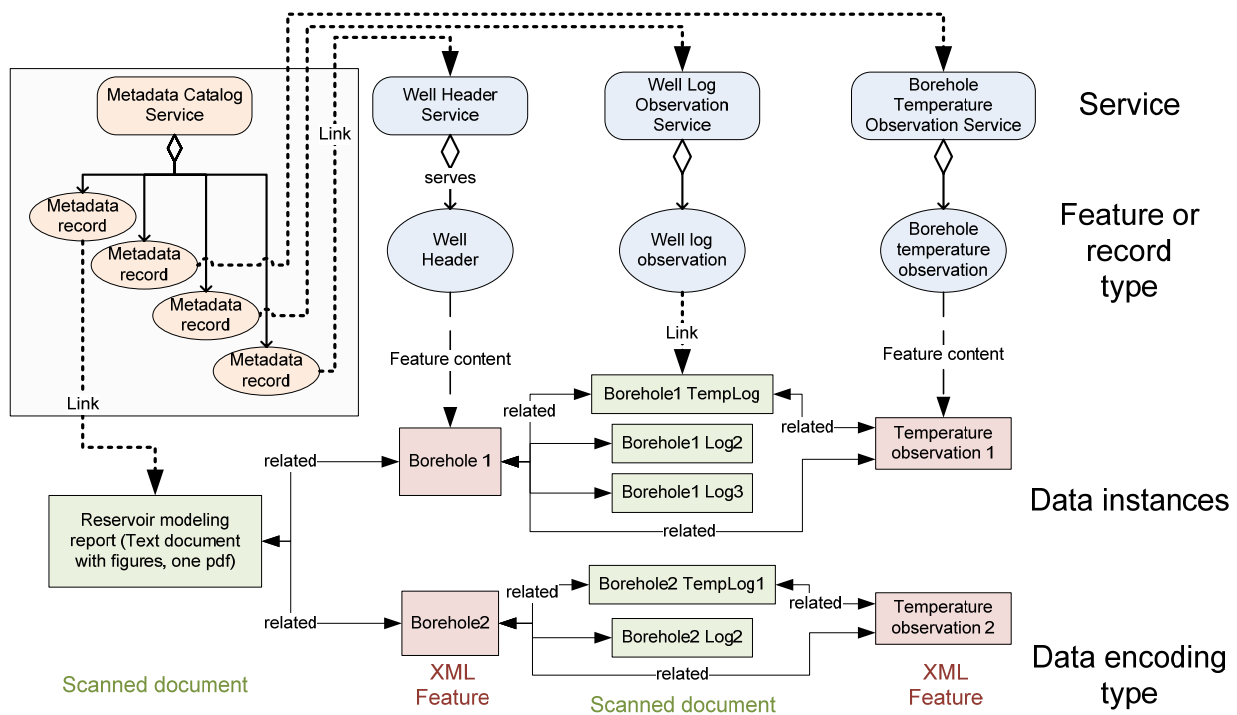 Metadata Catalog
Service
Link
Metadata
record
Metadata
record
Metadata
record
Metadata
record
Link
Well Header
Service
serves
Well
Header
Feature content
Well Log
Observation
Service
Well log
observation
Link
Borehole
Temperature
Observation Service
Borehole
temperature
observation
Feature content
Service
Feature or
record
type
Reservoir modeling
report (Text document
with figures, one pdf)
related
related
Borehole 1
related
Borehole1 TempLog
Borehole1 Log2
Borehole1 Log3
related
related
Temperature
observation 1
Data instances
Borehole2
related
Borehole2 TempLog1
Borehole2 Log2
related
related
Temperature
observation 2
Scanned document
XML
Feature
Scanned document
XML
Feature
Data encoding
type